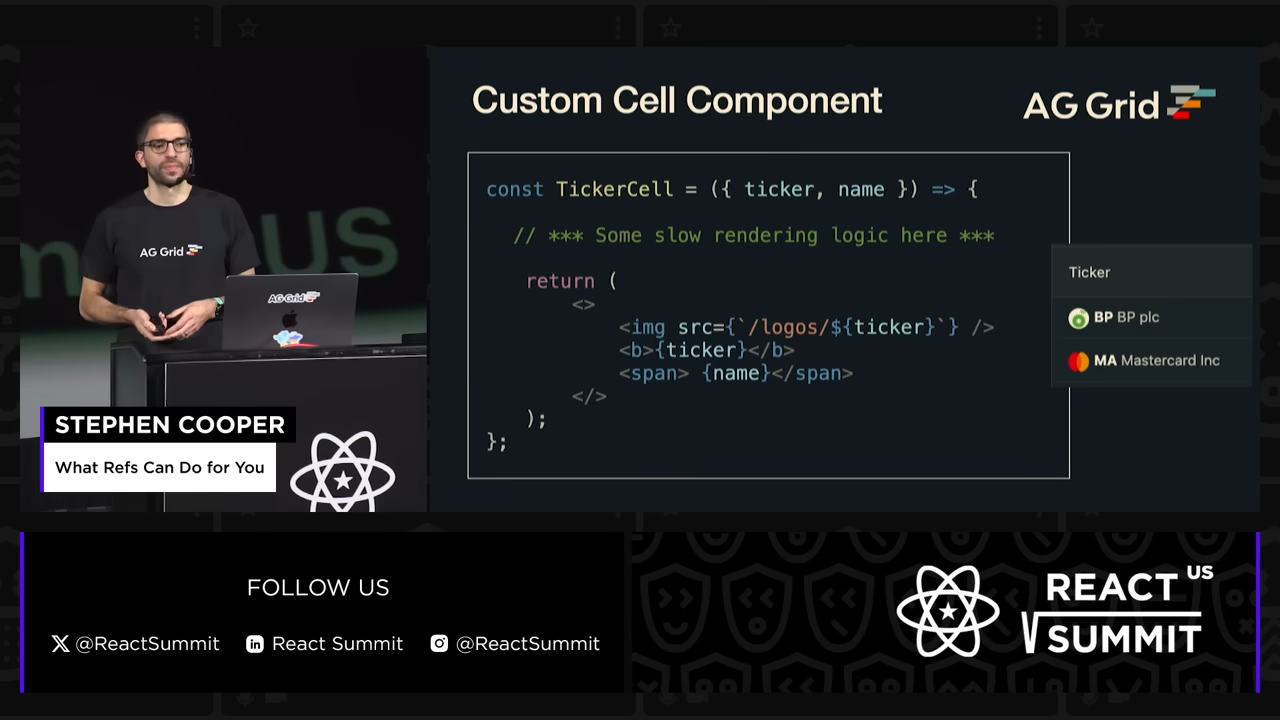 Custom Cell Component
AG Grid
const TickerCell = ({ ticker, name }) => {
// *** Some slow rendering logic here ***
return (
<>
<img src={`/logos/${ticker}`} />
<b>{ticker}</b>
<span> {name}</span>
</>
);
};
Ticker
BP BP plc
MA Mastercard Inc
US
AG Grid
AG Grid
STEPHEN COOPER
What Refs Can Do for You
FOLLOW US
@ReactSummit
React Summit
@ReactSummit
REACT US
SUMMIT